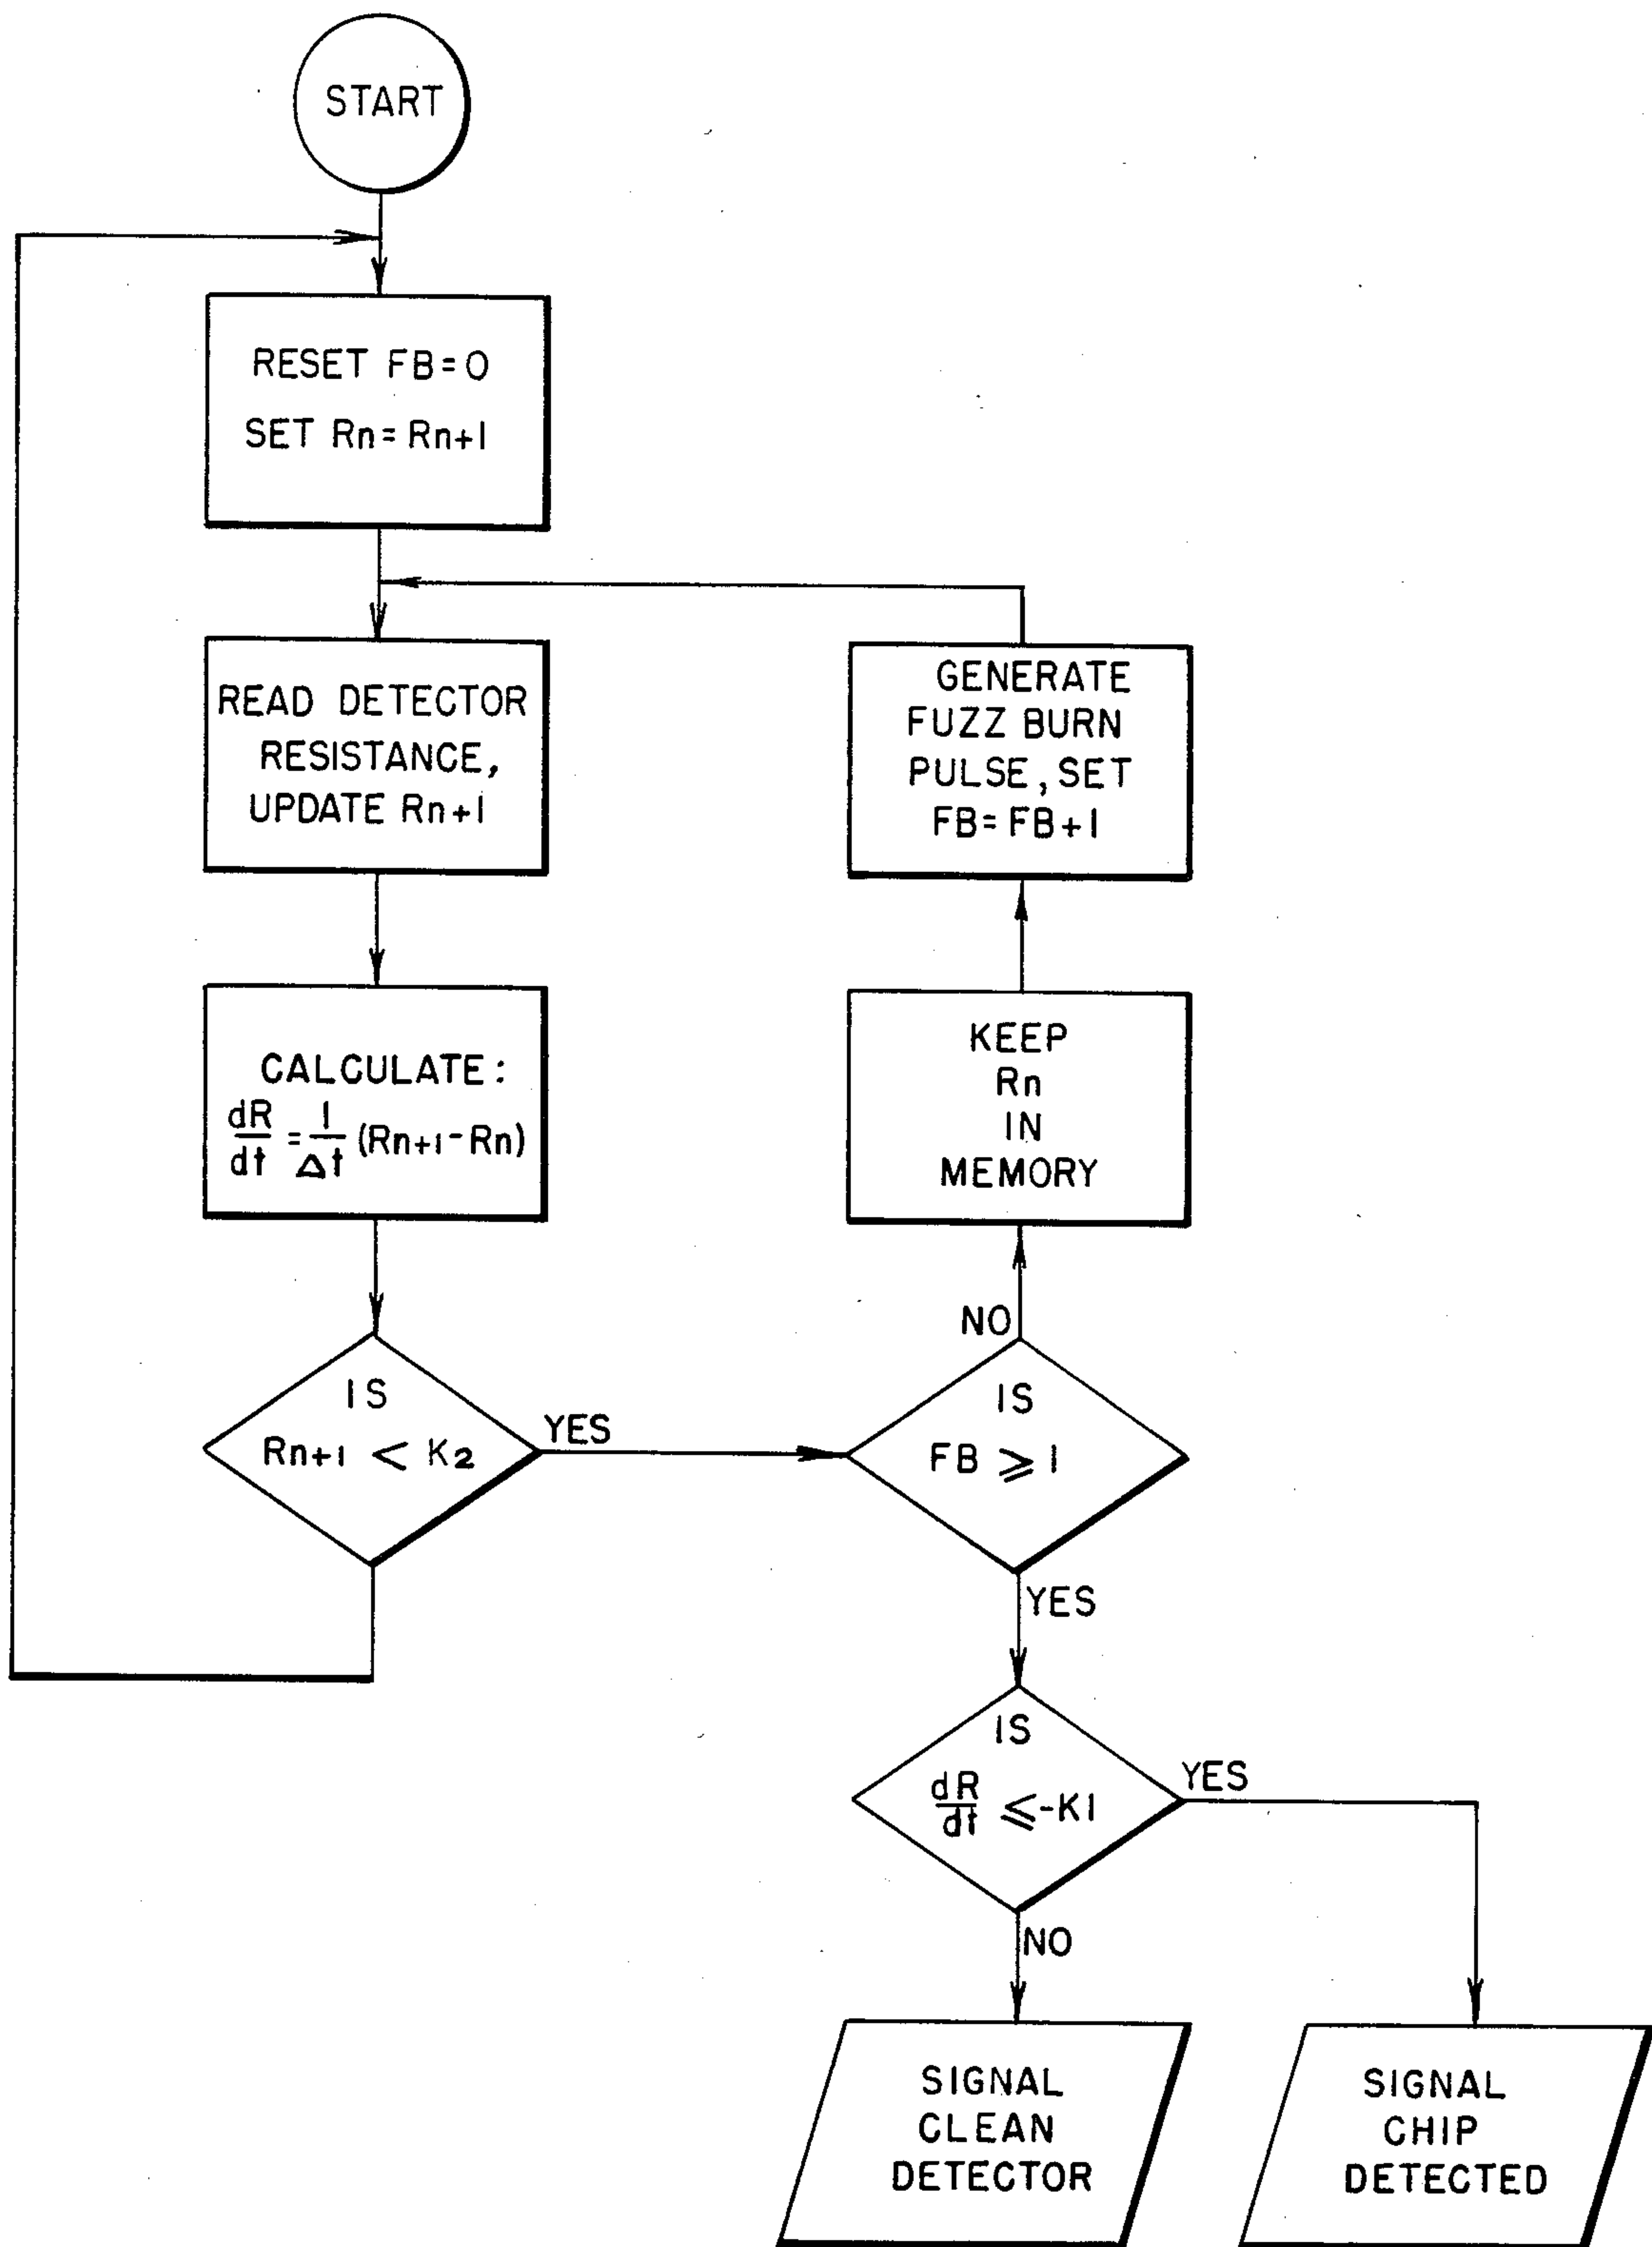 START
RESET FB=0
SET Rn=Rn+1
READ DETECTOR
RESISTANCE,
UPDATE Rn+1
CALCULATE:
dR/dt = 1/Δt (Rn+1-Rn)
IS
Rn+1 < K2
YES
GENERATE
FUZZ BURN
PULSE, SET
FB=FB+1
KEEP
Rn
IN
MEMORY
NO
IS
FB ⩾ 1
YES
IS
dR/dt ⩽-K1
YES
NO
SIGNAL
CLEAN
DETECTOR
SIGNAL
CHIP
DETECTED